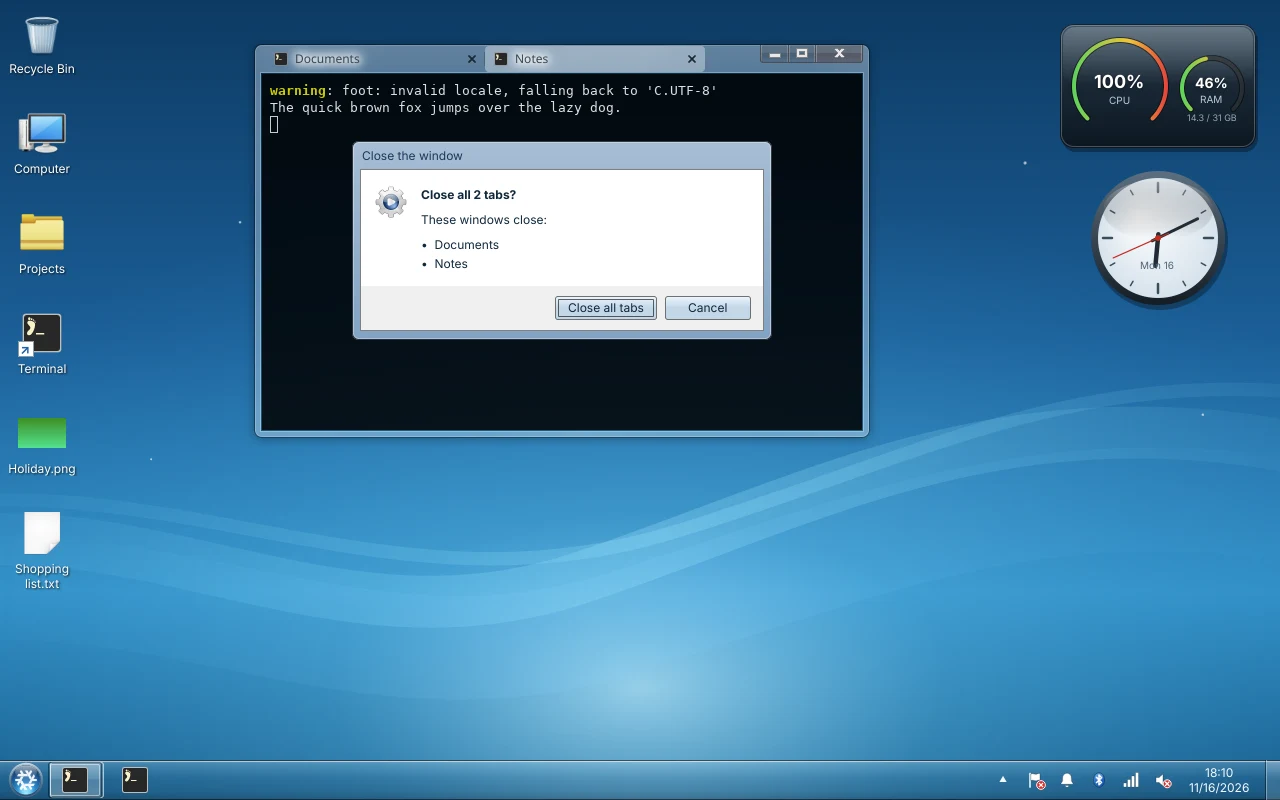 Recycle Bin
Computer
Projects
Terminal
Holiday.png
Shopping
list.txt
Documents
Notes
warning: foot: invalid locale, falling back to 'C.UTF-8'
The quick brown fox jumps over the lazy dog.
Close the window
Close all 2 tabs?
These windows close:
• Documents
• Notes
Close all tabs
Cancel
100%
CPU
46%
RAM
14.3 / 31 GB
Mon 16
18:10
11/16/2026